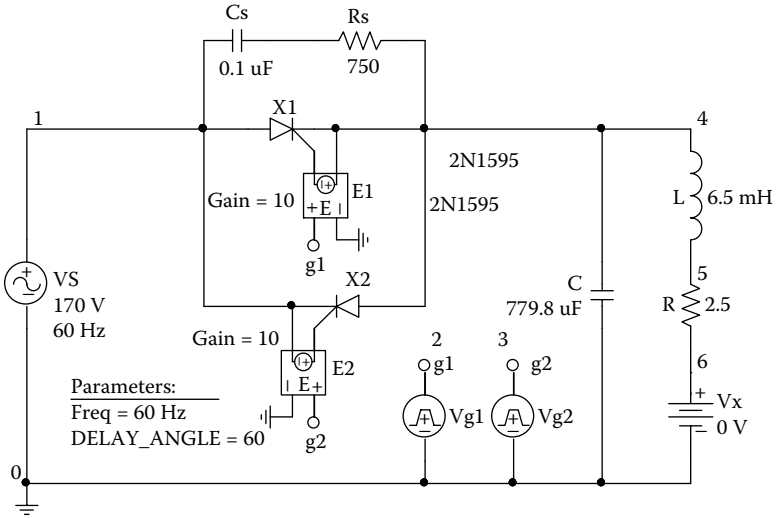 Cs
Rs
0.1 uF
750
X1
1
4
2N1595
Gain = 10
+E −
E1
2N1595
L
6.5 mH
g1
X2
5
VS
170 V
60 Hz
C
779.8 uF
R
2.5
Gain = 10
− E+
E2
2
3
6
g1
g2
Parameters:
Freq = 60 Hz
DELAY_ANGLE = 60
g2
Vg1
Vg2
+
Vx
−
0 V
0